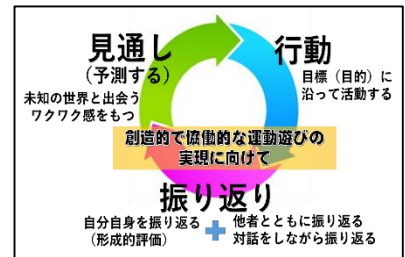 見通し
(予測する)
未知の世界と出会う
ワクワク感をもつ
行動
目標（目的）に
沿って活動する
創造的で協働的な運動遊びの
実現に向けて
振り返り
自分自身を振り返る
(形成的評価)
他者とともに振り返る
対話をしながら振り返る